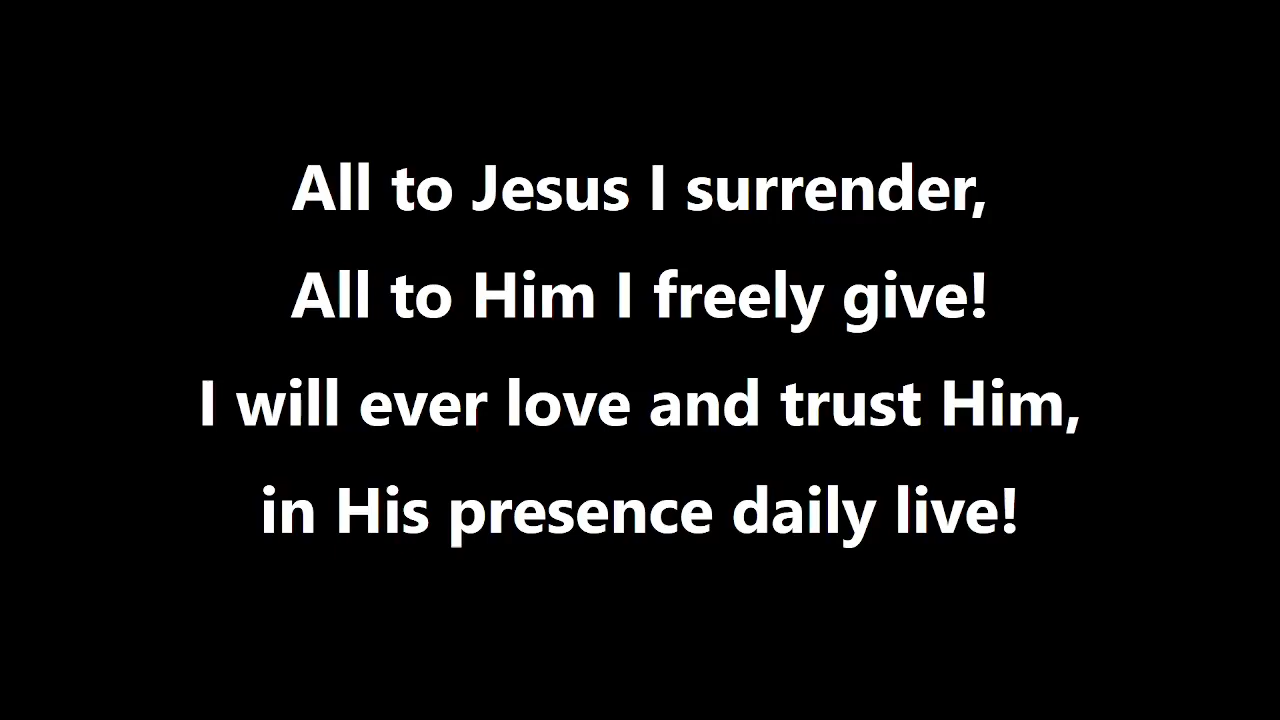 All to Jesus I surrender,
All to Him I freely give!
I will ever love and trust Him,
in His presence daily live!